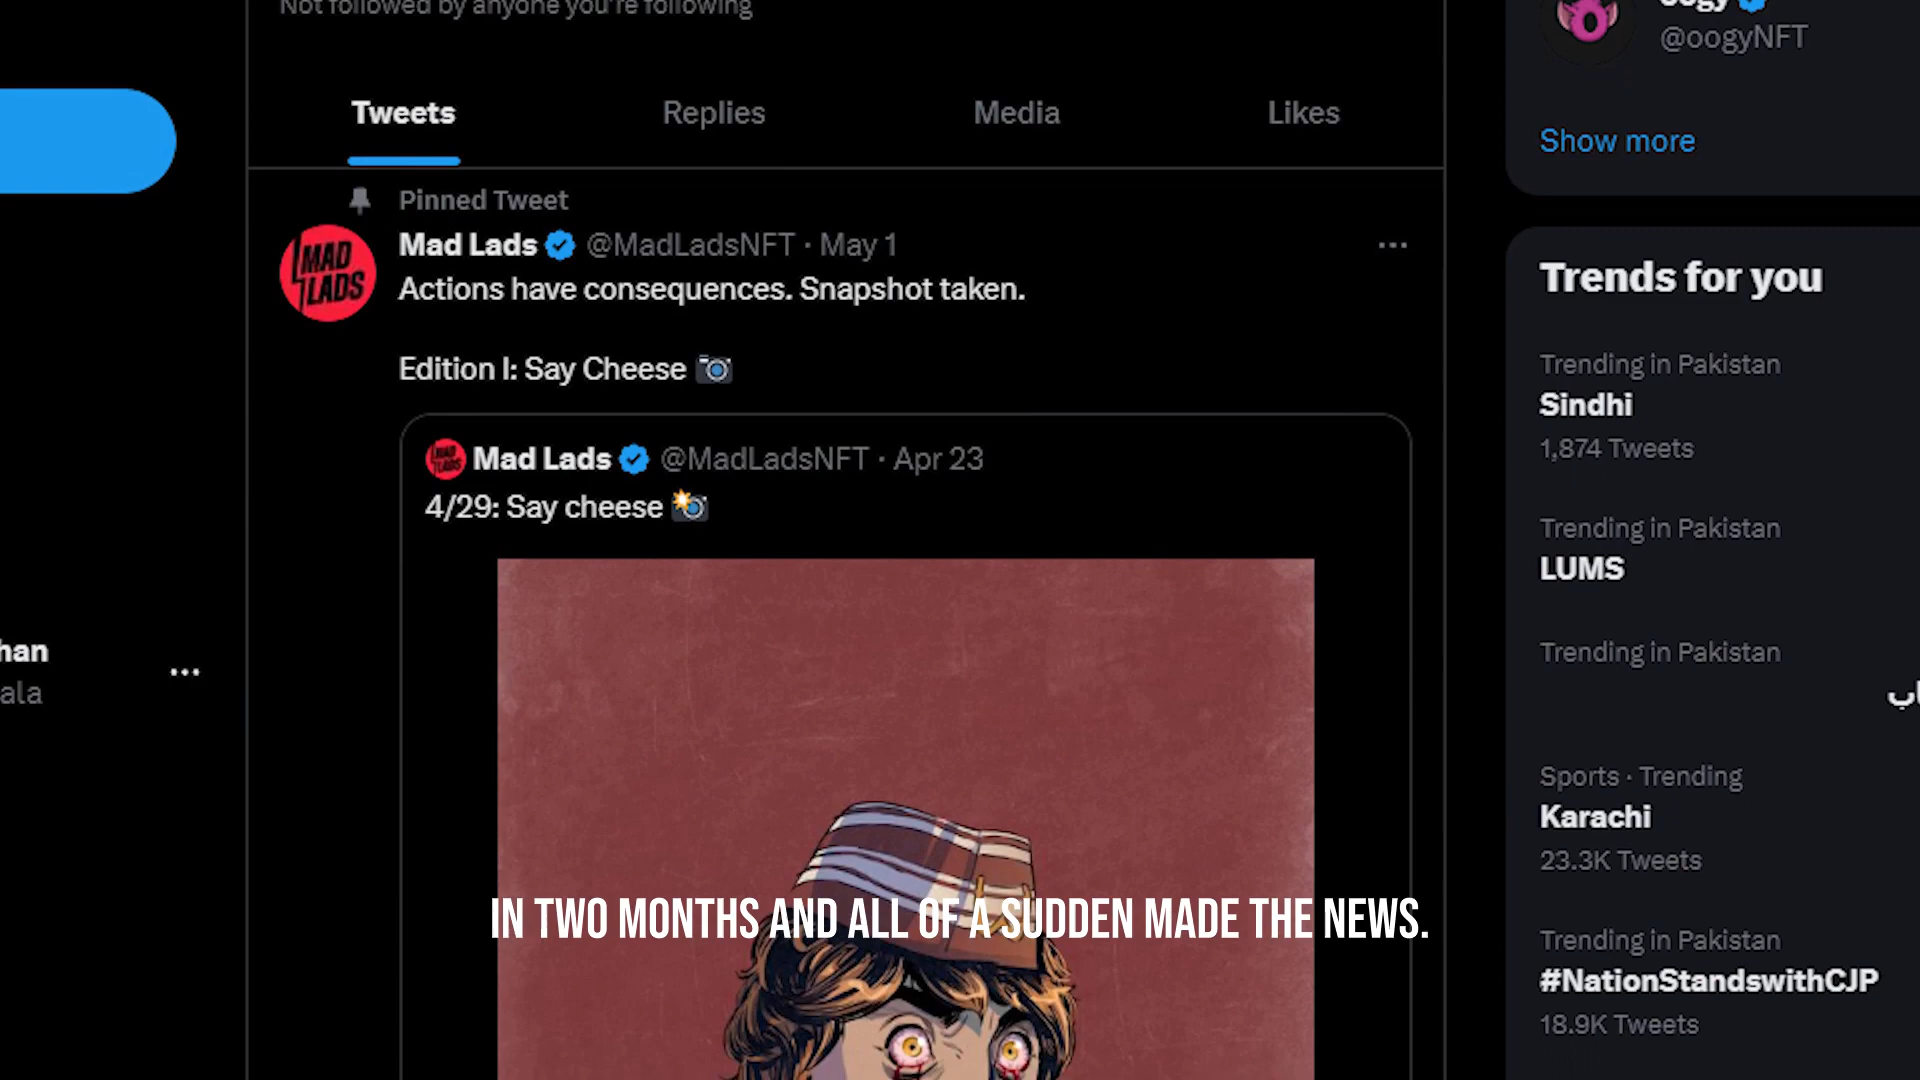 Not followed by anyone you're following
Tweets
Replies
Media
Likes
Pinned Tweet
MAD
LADS
Mad Lads @MadLadsNFT · May 1
Actions have consequences. Snapshot taken.
Edition I: Say Cheese
MAD
LADS
Mad Lads @MadLadsNFT · Apr 23
4/29: Say cheese
IN TWO MONTHS AND ALL OF A SUDDEN MADE THE NEWS.
han
ala
oogy
@oogyNFT
Show more
Trends for you
Trending in Pakistan
Sindhi
1,874 Tweets
Trending in Pakistan
LUMS
Trending in Pakistan
Sports · Trending
Karachi
23.3K Tweets
Trending in Pakistan
#NationStandswithCJP
18.9K Tweets